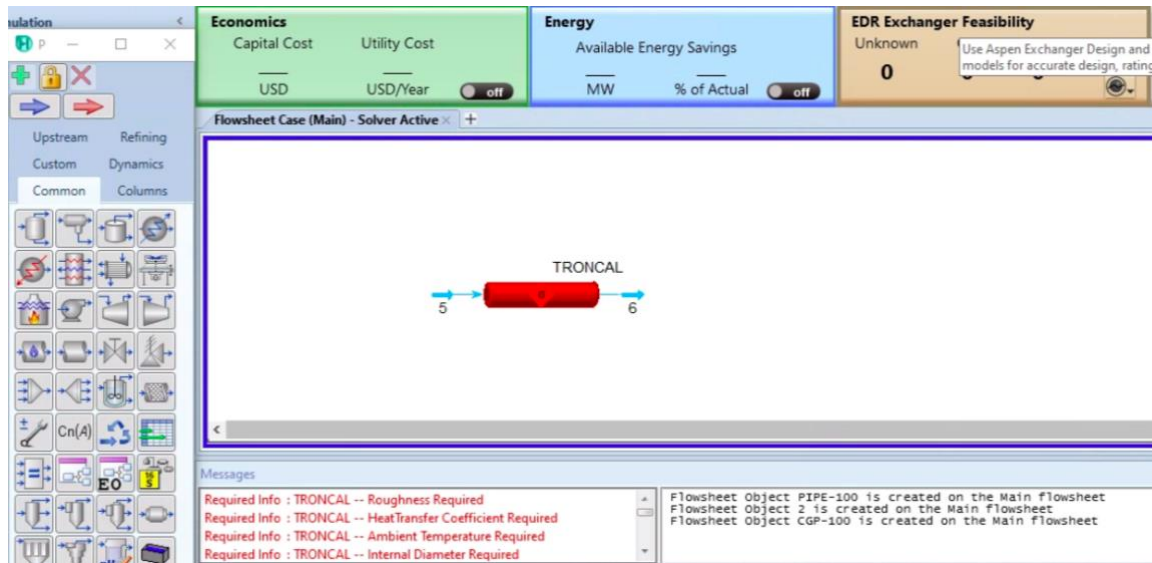 nulation <
P — □ ×
Upstream Refining
Custom Dynamics
Common Columns
Cn(A)
EO
16
S
Economics
Capital Cost Utility Cost
USD USD/Year off
Energy
Available Energy Savings
MW % of Actual off
EDR Exchanger Feasibility
Unknown
0
Use Aspen Exchanger Design and
models for accurate design, rating
Flowsheet Case (Main) - Solver Active × +
TRONCAL
5
6
<
Messages
Required Info : TRONCAL -- Roughness Required
Required Info : TRONCAL -- HeatTransfer Coefficient Required
Required Info : TRONCAL -- Ambient Temperature Required
Required Info : TRONCAL -- Internal Diameter Required
Flowsheet Object PIPE-100 is created on the Main flowsheet
Flowsheet Object 2 is created on the Main flowsheet
Flowsheet Object CGP-100 is created on the Main flowsheet